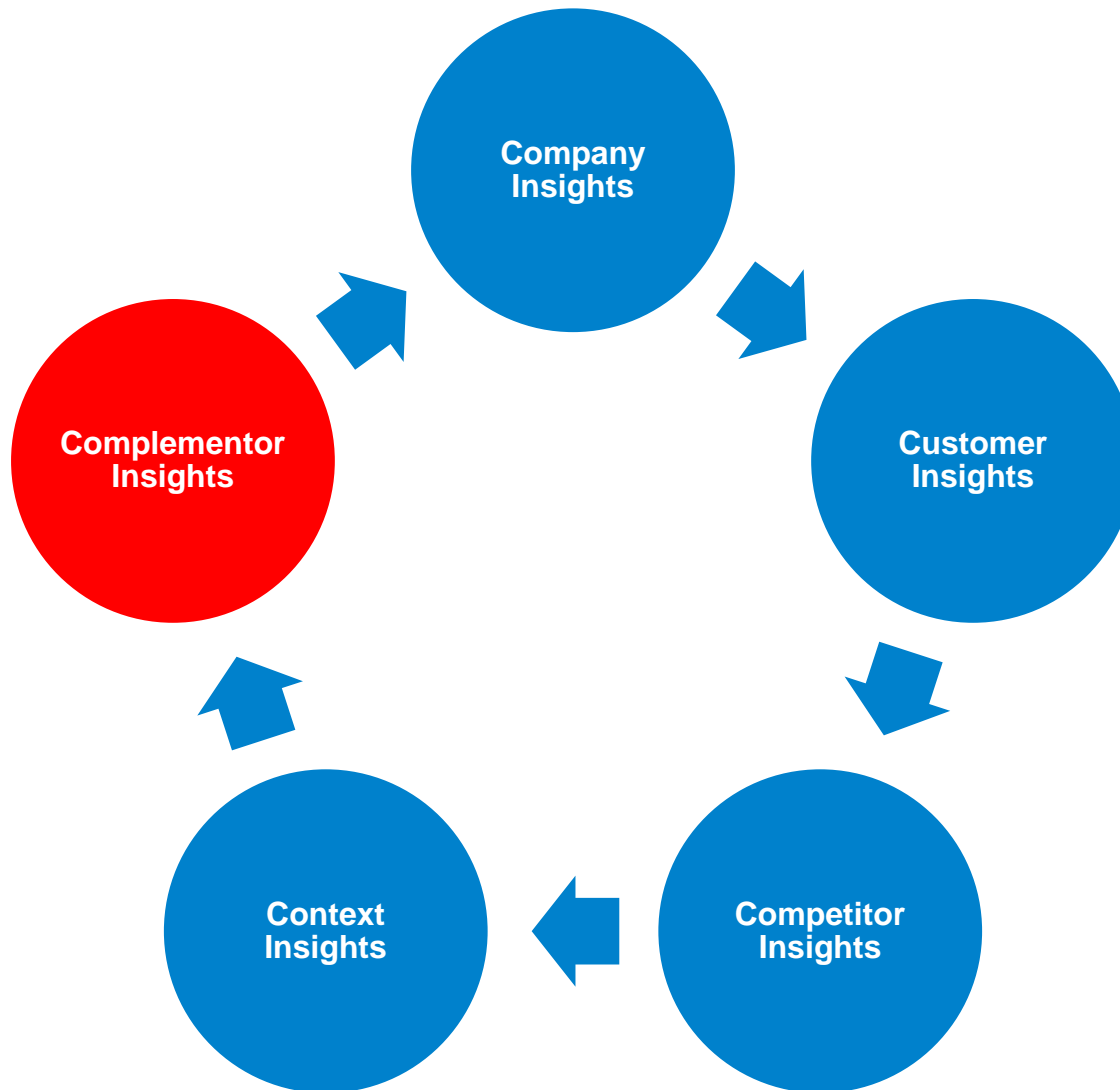 Company
Insights
Customer
Insights
Competitor
Insights
Context
Insights
Complementor
Insights